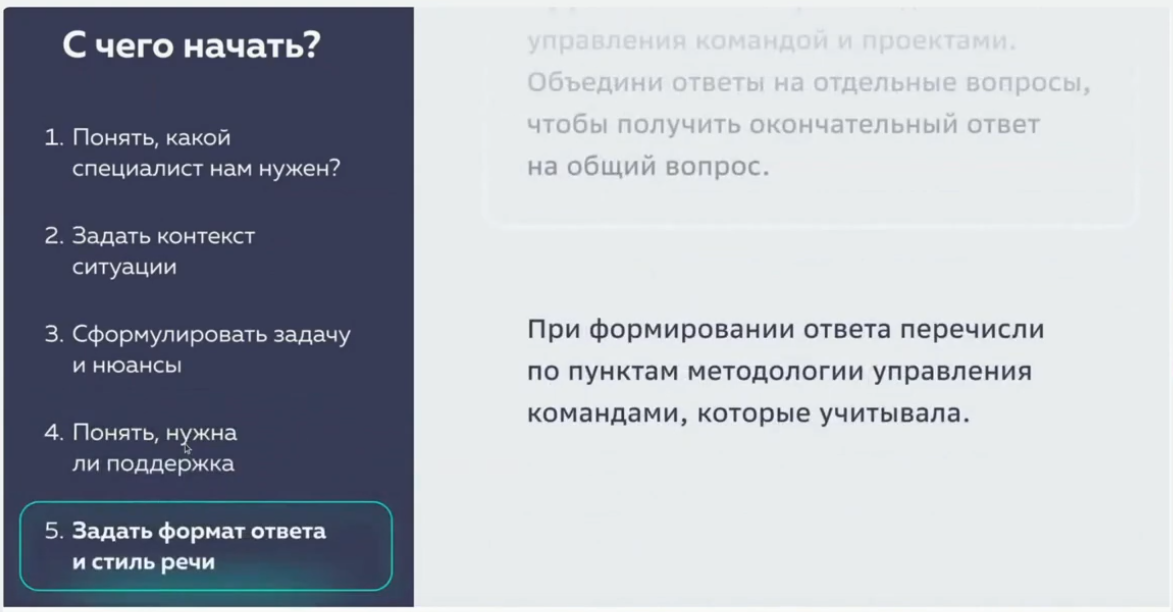 С чего начать?
1. Понять, какой
специалист нам нужен?
2. Задать контекст
ситуации
3. Сформулировать задачу
и нюансы
4. Понять, нужна
ли поддержка
5. Задать формат ответа
и стиль речи
управления командой и проектами.
Объедини ответы на отдельные вопросы,
чтобы получить окончательный ответ
на общий вопрос.
При формировании ответа перечисли
по пунктам методологии управления
командами, которые учитывала.